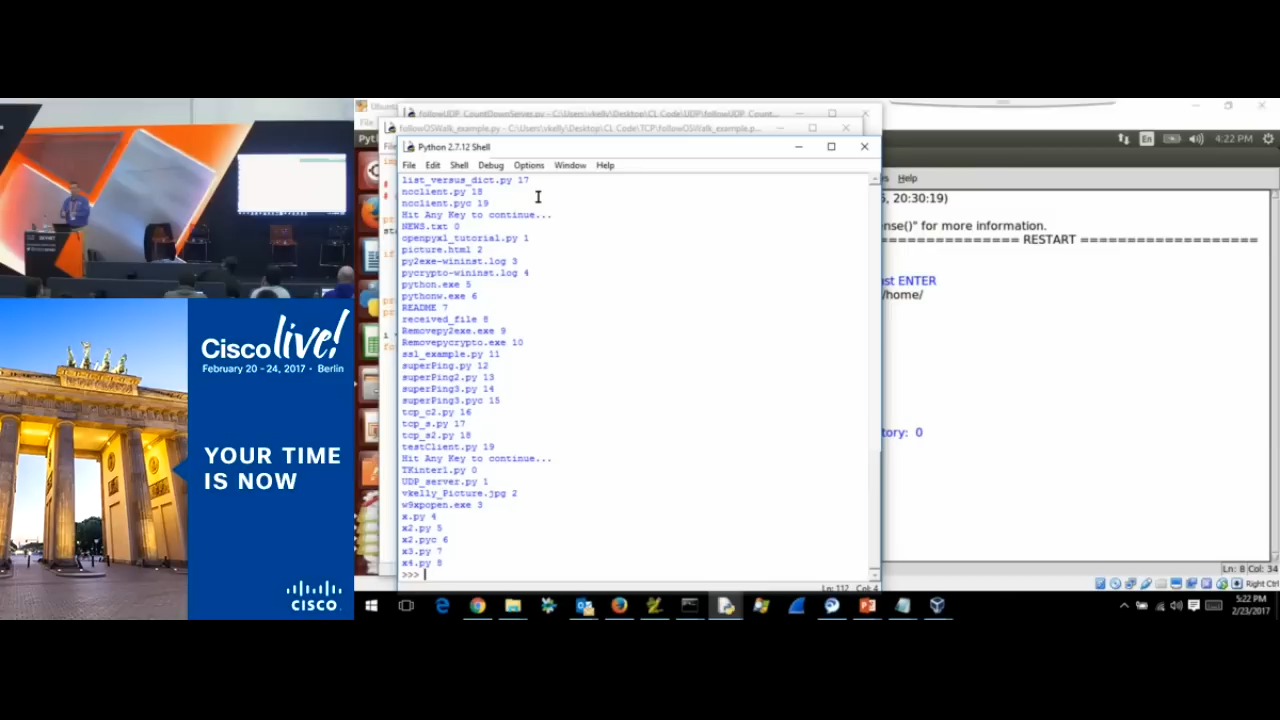 Cisco live!
February 20 - 24, 2017 • Berlin
YOUR TIME
IS NOW
CISCO
followUDP_CountDownServer.py - C:\Users\vkelly\Desktop\CL Code\UDP\followUDP_Count...
followOSWalk_example.py - C:\Users\vkelly\Desktop\CL Code\TCP\followOSWalk_example.p...
Python 2.7.12 Shell
File Edit Shell Debug Options Window Help
list_versus_dict.py 17
ncclient.py 18
ncclient.pyc 19
Hit Any Key to continue...
NEWS.txt 0
openpyxl_tutorial.py 1
picture.html 2
py2exe-wininst.log 3
pycrypto-wininst.log 4
python.exe 5
pythonw.exe 6
README 7
received_file 8
Removepy2exe.exe 9
Removepycrypto.exe 10
ssl_example.py 11
superPing.py 12
superPing2.py 13
superPing3.py 14
superPing3.pyc 15
tcp_c2.py 16
tcp_s.py 17
tcp_s2.py 18
testClient.py 19
Hit Any Key to continue...
TKinter1.py 0
UDP_server.py 1
vkelly_Picture.jpg 2
w9xpopen.exe 3
x.py 4
x2.py 5
x2.pyc 6
x3.py 7
x4.py 8
>>>
Ln: 112 Col: 4
En 4:22 PM
Help
, 20:30:19)
nse()" for more information.
============== RESTART ==================
st ENTER
/home/
tory: 0
Ln: 8 Col: 34
Right Ctrl
5:22 PM
2/23/2017